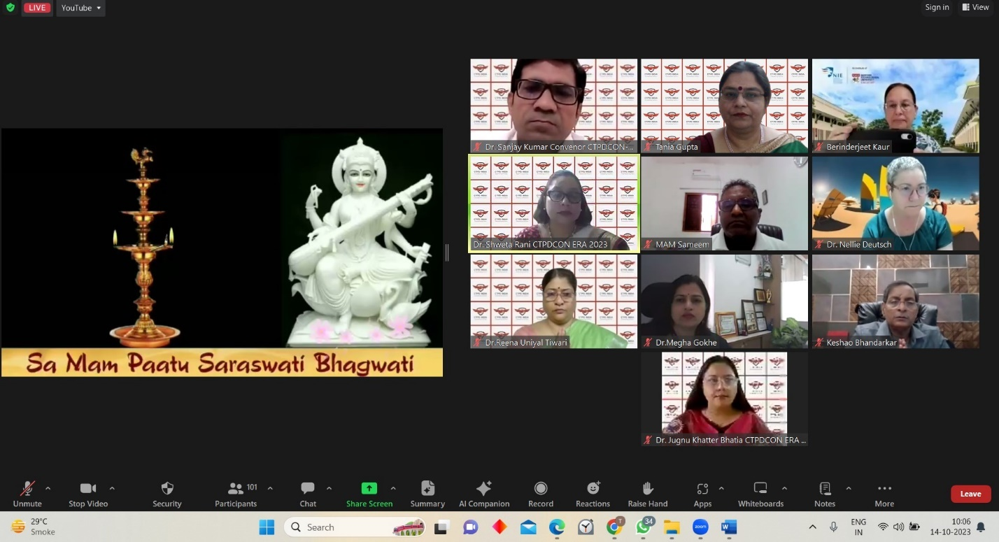 LIVE
YouTube
Sign in
View
Dr. Sanjay Kumar Convenor CTPDCON-...
Tania Gupta
NIE
Berinderjeet Kaur
Dr. Shweta Rani CTPDCON ERA 2023
MAM Sameem
Dr. Nellie Deutsch
Dr.Reena Uniyal Tiwari
Dr.Megha Gokhe
Keshao Bhandarkar
Dr. Jugnu Khatter Bhatia CTPDCON ERA ...
Sa Mam Paatu Saraswati Bhagwati
Unmute
Stop Video
Security
Participants
101
Chat
Share Screen
Summary
AI Companion
Record
Reactions
Raise Hand
Apps
Whiteboards
Notes
More
Leave
29°C
Smoke
Search
T
34
zoom
W
ENG
IN
10:06
14-10-2023